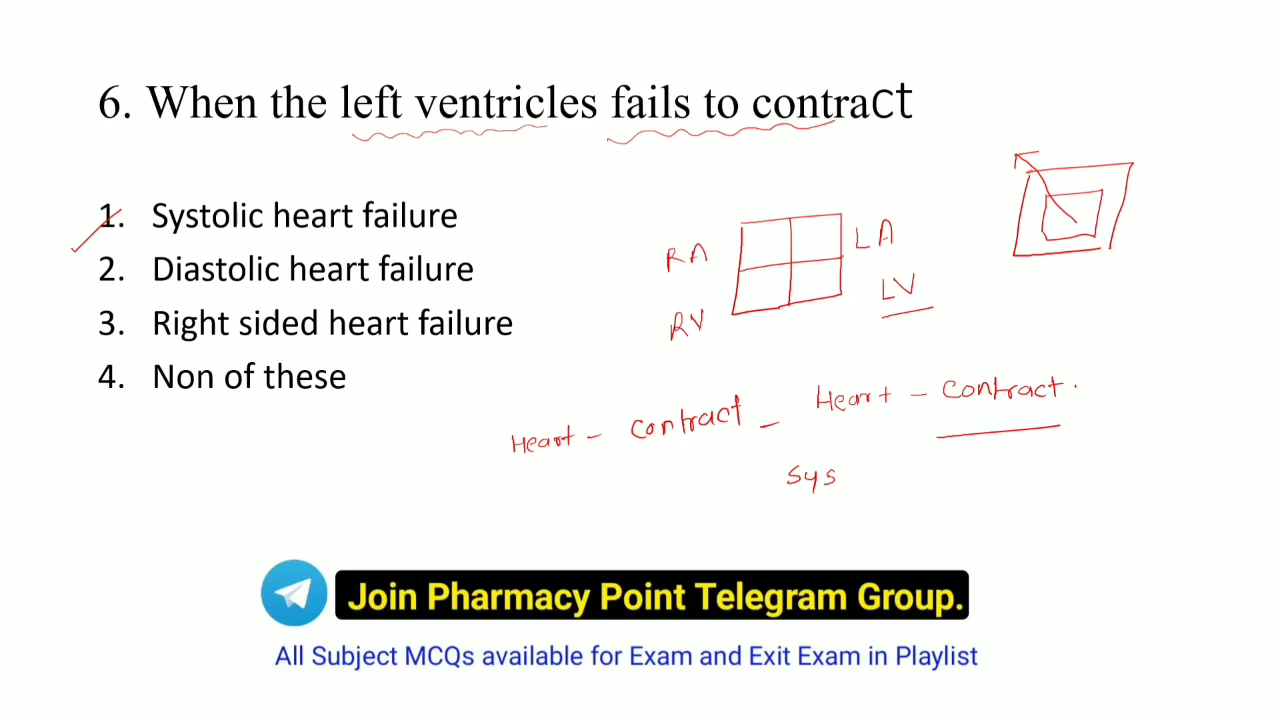 6. When the left ventricles fails to contract
1. Systolic heart failure
2. Diastolic heart failure
3. Right sided heart failure
4. Non of these
RA
LA
RV
LV
Heart - contract - Heart - contract.
Sys
Join Pharmacy Point Telegram Group.
All Subject MCQs available for Exam and Exit Exam in Playlist